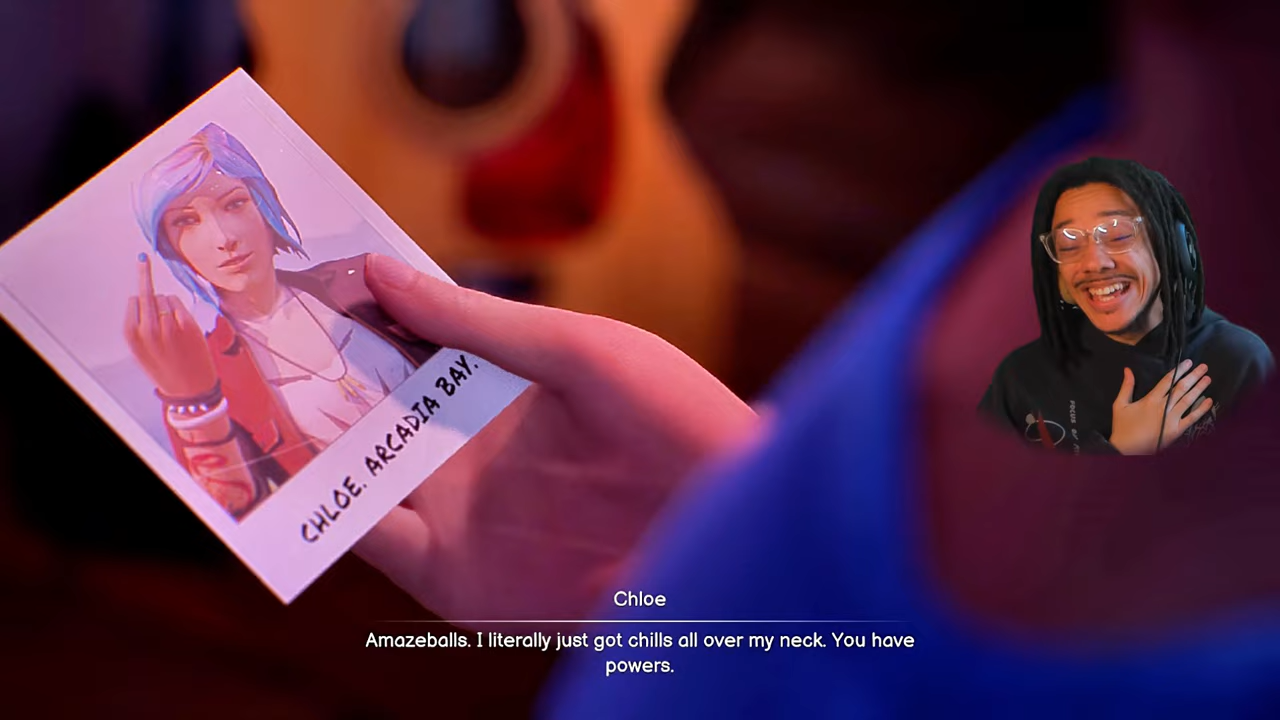 CHLOE. ARCADIA BAY.
Chloe
Amazeballs. I literally just got chills all over my neck. You have
powers.